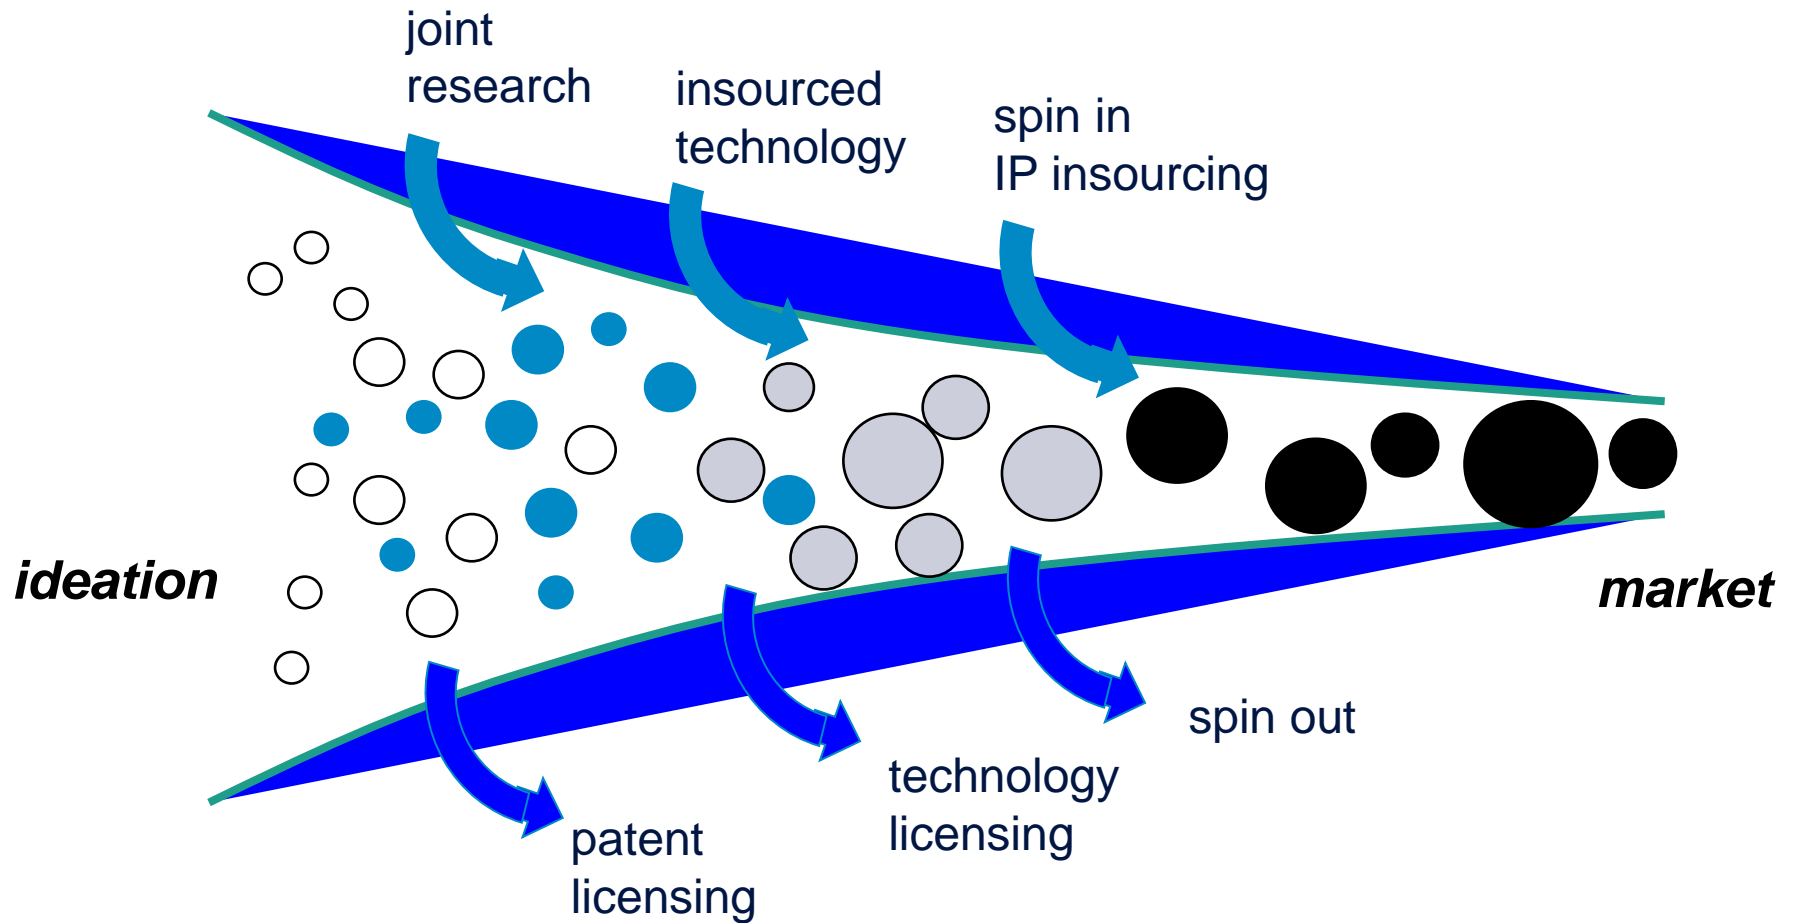 joint
research
insourced
technology
spin in
IP insourcing
ideation
market
spin out
technology
licensing
patent
licensing